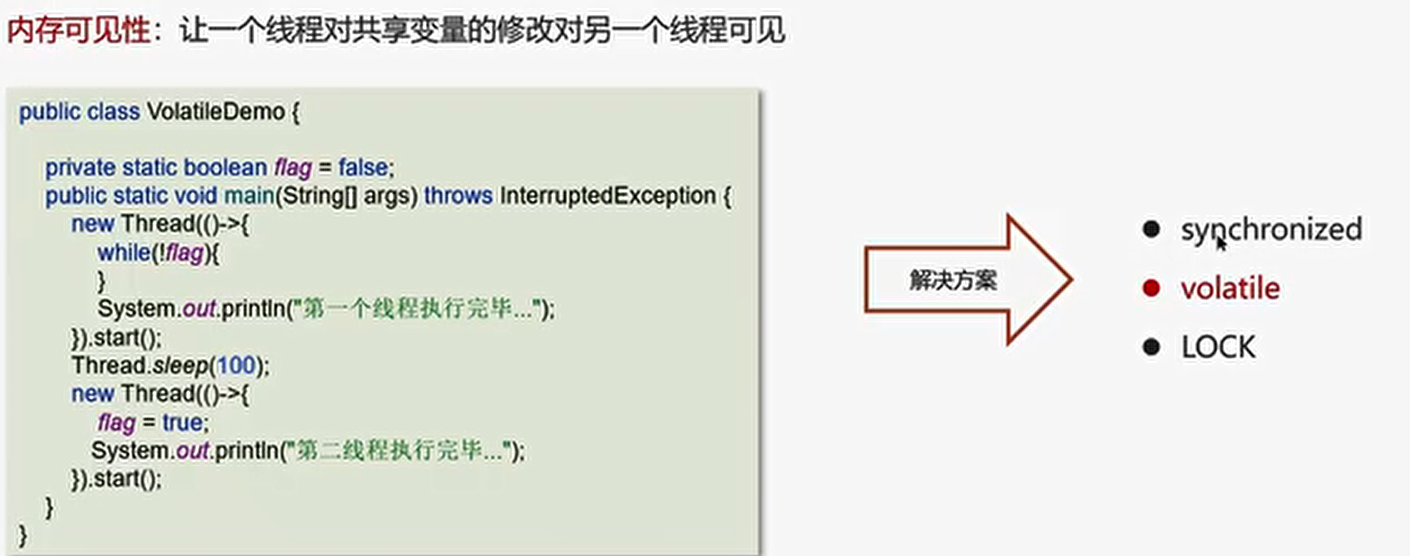 内存可见性：让一个线程对共享变量的修改对另一个线程可见
public class VolatileDemo {
private static boolean flag = false;
public static void main(String[] args) throws InterruptedException {
new Thread(()->{
while(!flag){
}
System.out.println("第一个线程执行完毕...");
}).start();
Thread.sleep(100);
new Thread(()->{
flag = true;
System.out.println("第二线程执行完毕...");
}).start();
}
}
解决方案
synchronized
volatile
LOCK